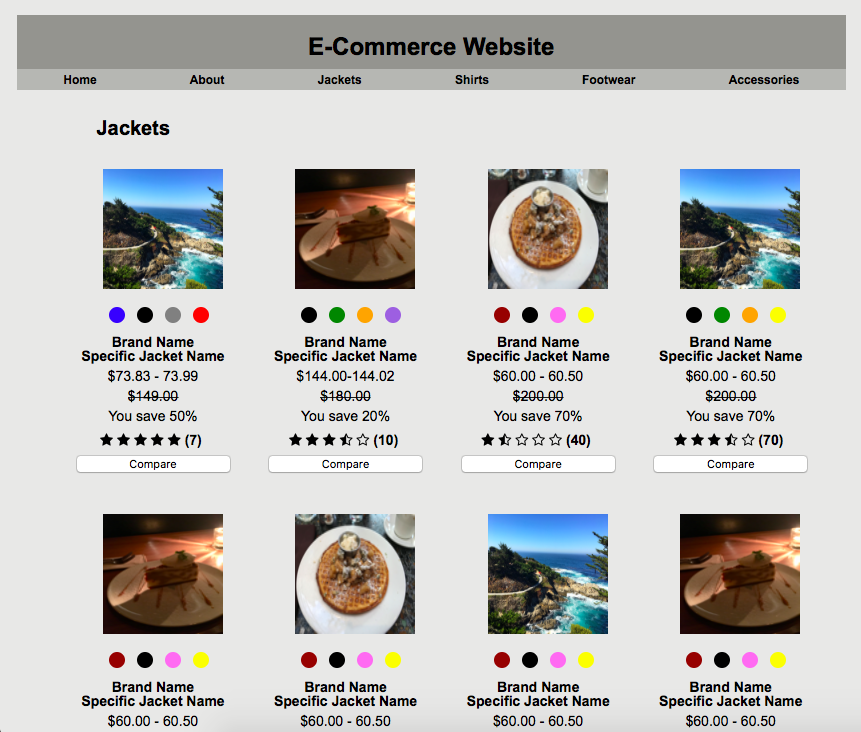 E-Commerce Website
Home About Jackets Shirts Footwear Accessories
Jackets
Brand Name
Specific Jacket Name
$73.83 - 73.99
$149.00
You save 50%
(7)
Compare
Brand Name
Specific Jacket Name
$144.00-144.02
$180.00
You save 20%
(10)
Compare
Brand Name
Specific Jacket Name
$60.00 - 60.50
$200.00
You save 70%
(40)
Compare
Brand Name
Specific Jacket Name
$60.00 - 60.50
$200.00
You save 70%
(70)
Compare
Brand Name
Specific Jacket Name
$60.00 - 60.50
Brand Name
Specific Jacket Name
$60.00 - 60.50
Brand Name
Specific Jacket Name
$60.00 - 60.50
Brand Name
Specific Jacket Name
$60.00 - 60.50